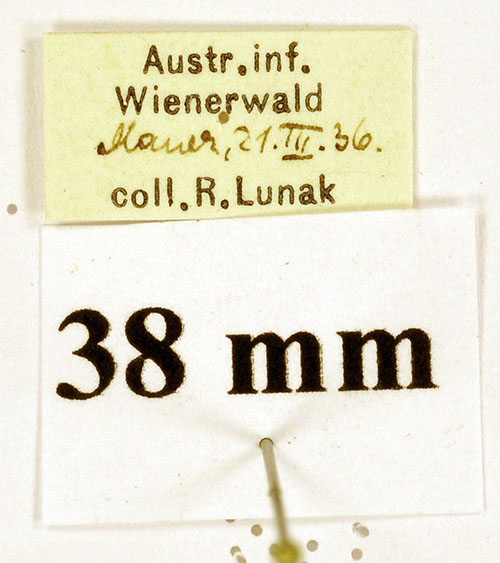 Austr.inf.
Wienerwald
Mauer, 21.III.36.
coll.R.Lunak
38 mm